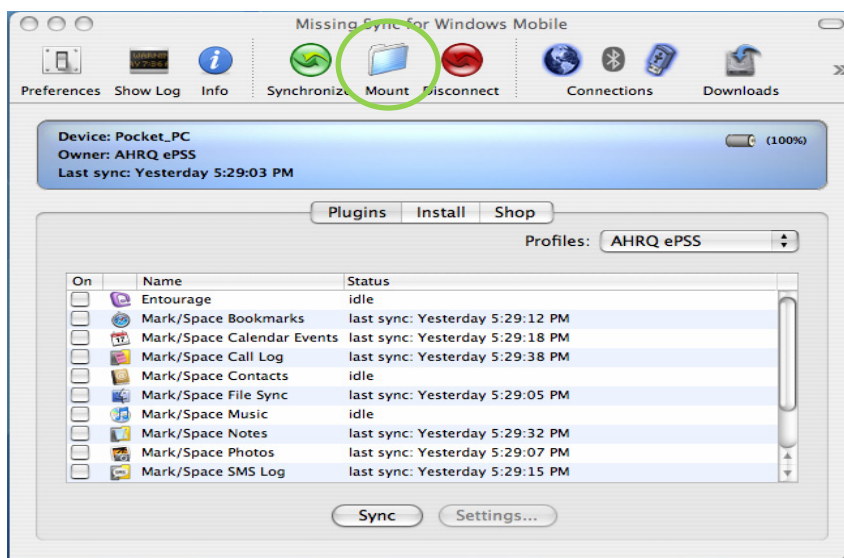 Missing Sync for Windows Mobile
Preferences Show Log Info Synchronize Mount Disconnect Connections Downloads
Device: Pocket_PC
Owner: AHRQ ePSS
Last sync: Yesterday 5:29:03 PM
(100%)
Plugins Install Shop
Profiles: AHRQ ePSS
On Name Status
Entourage idle
Mark/Space Bookmarks last sync: Yesterday 5:29:12 PM
Mark/Space Calendar Events last sync: Yesterday 5:29:18 PM
Mark/Space Call Log last sync: Yesterday 5:29:38 PM
Mark/Space Contacts idle
Mark/Space File Sync last sync: Yesterday 5:29:05 PM
Mark/Space Music idle
Mark/Space Notes last sync: Yesterday 5:29:32 PM
Mark/Space Photos last sync: Yesterday 5:29:07 PM
Mark/Space SMS Log last sync: Yesterday 5:29:15 PM
Sync Settings...